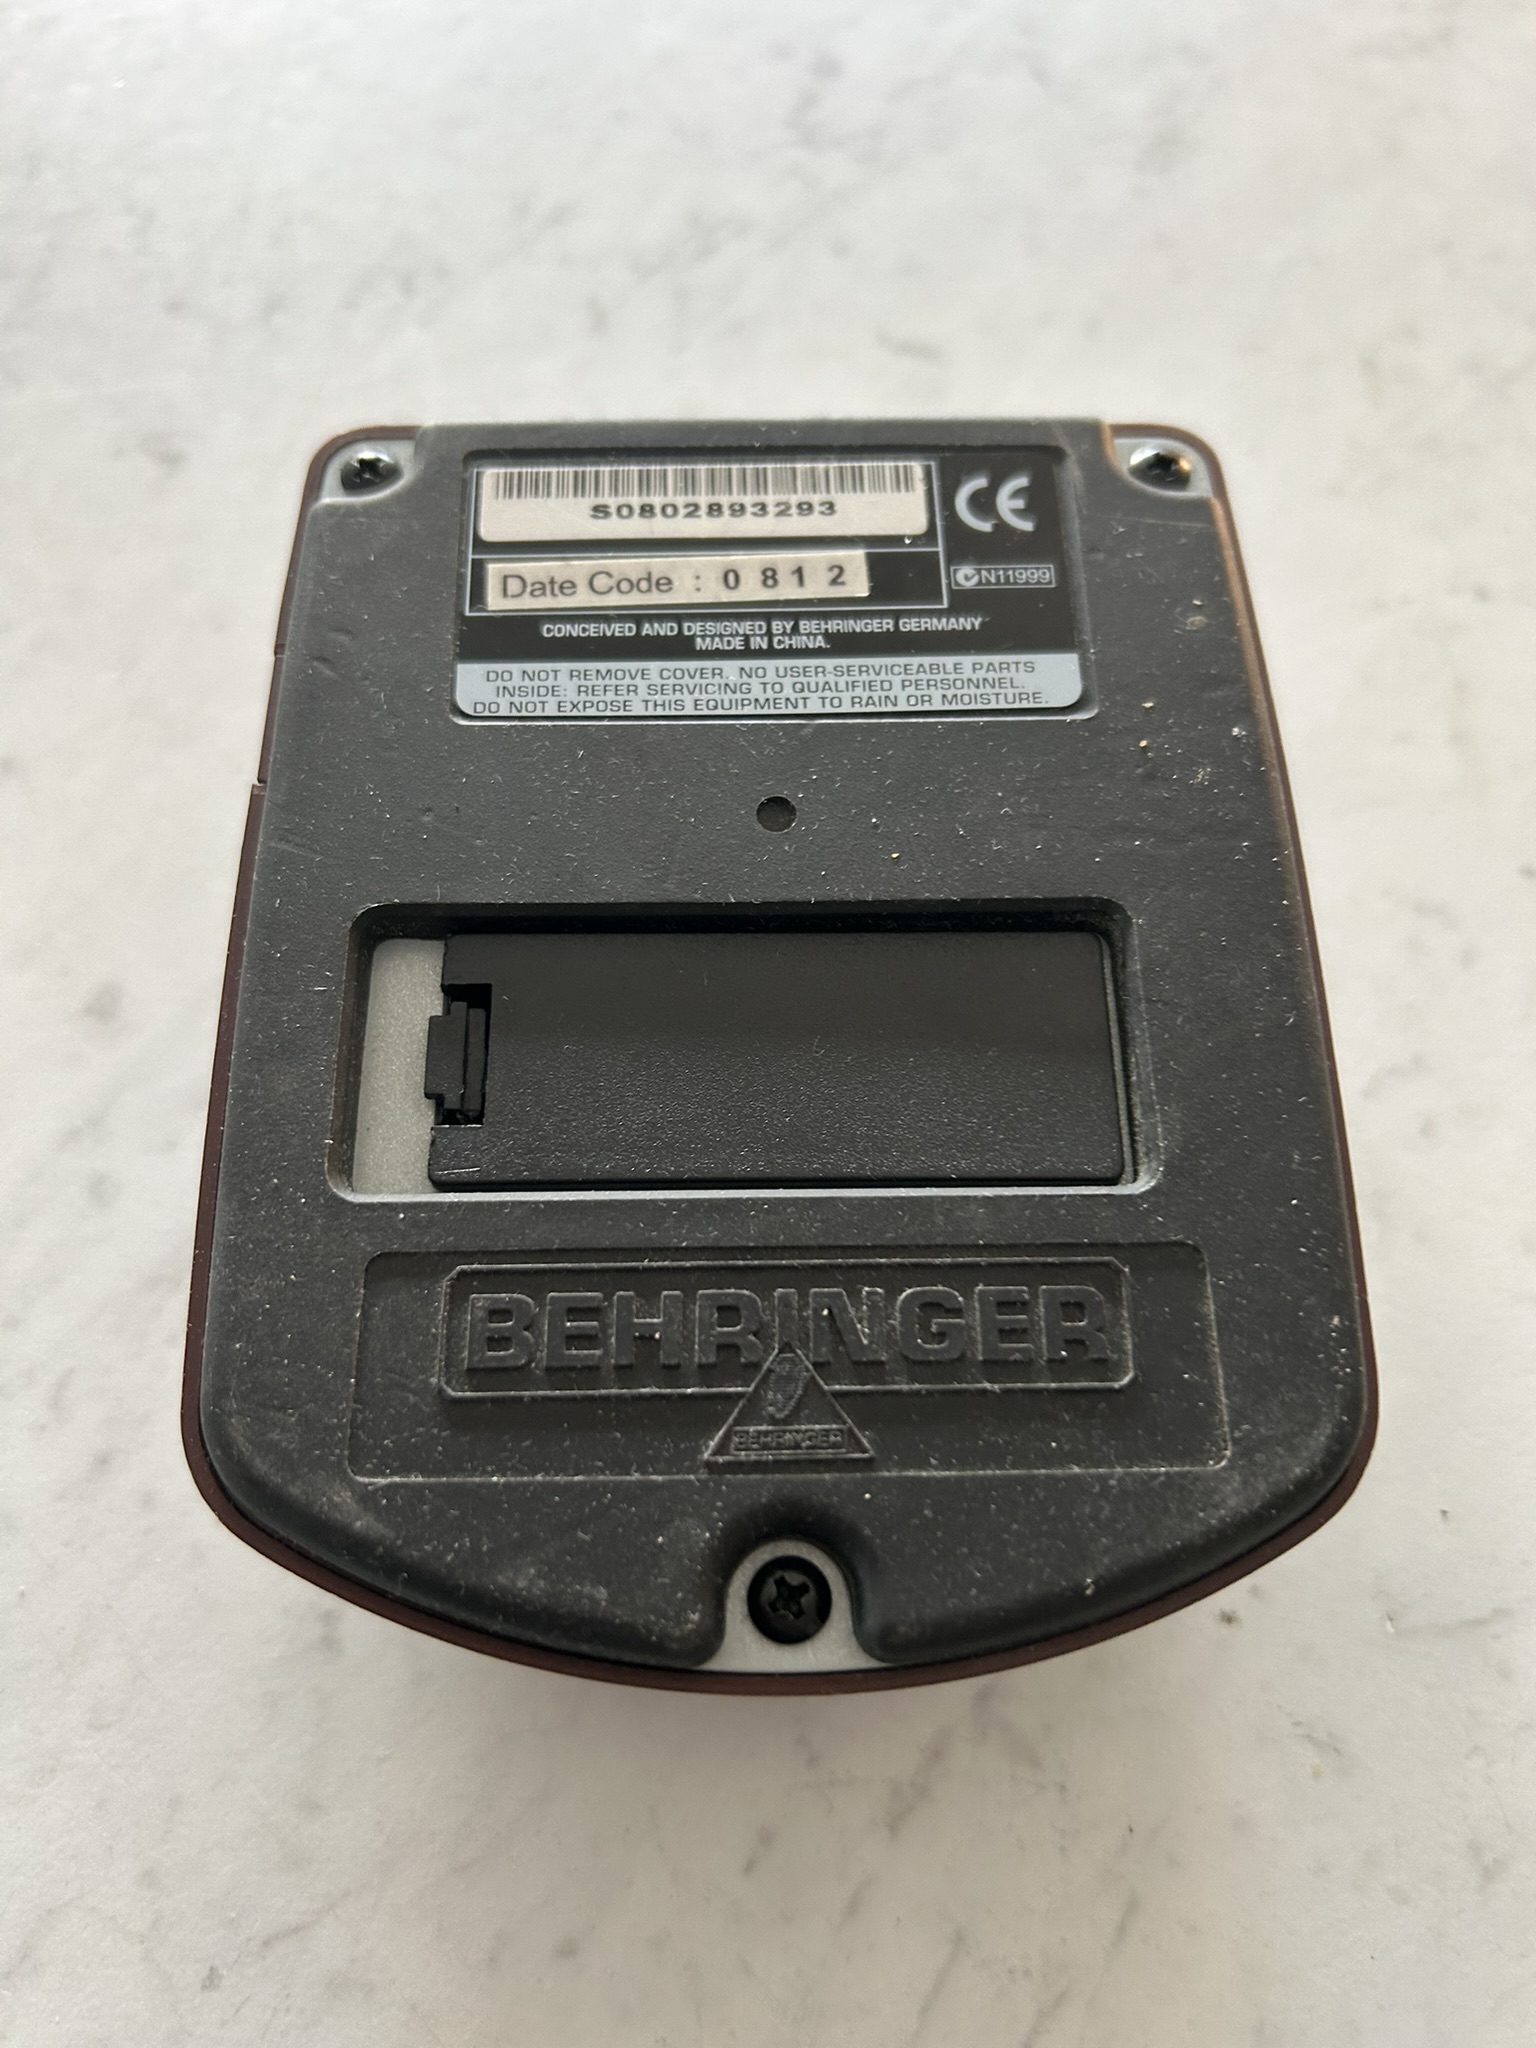 S0802893293
CE
Date Code : 0 8 1 2
N11999
CONCEIVED AND DESIGNED BY BEHRINGER GERMANY
MADE IN CHINA.
DO NOT REMOVE COVER. NO USER-SERVICEABLE PARTS
INSIDE: REFER SERVICING TO QUALIFIED PERSONNEL.
DO NOT EXPOSE THIS EQUIPMENT TO RAIN OR MOISTURE.
BEHRINGER
BEHRINGER